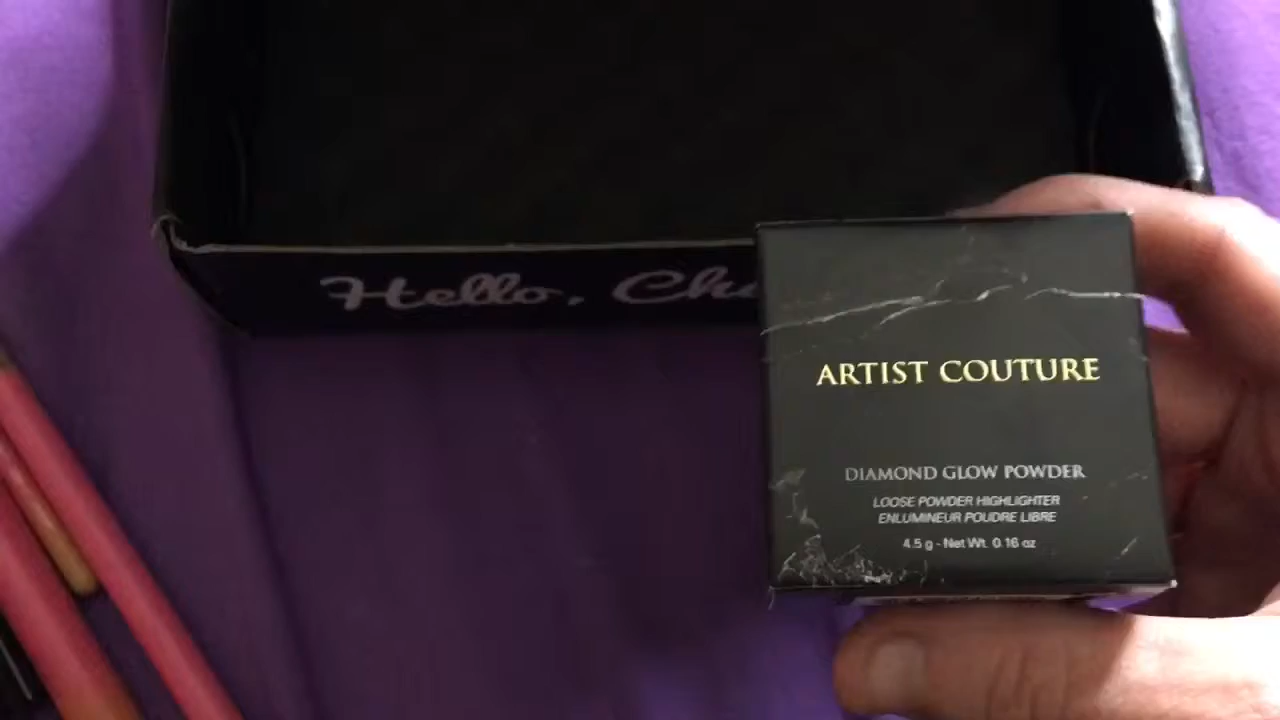 Hello, Ch
ARTIST COUTURE
DIAMOND GLOW POWDER
LOOSE POWDER HIGHLIGHTER
ENLUMINEUR POUDRE LIBRE
4.5 g - Net Wt. 0.16 oz